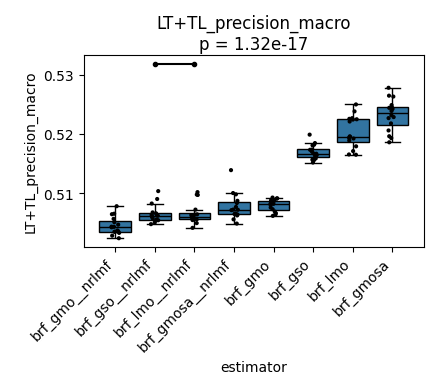 LT+TL_precision_macro
p = 1.32e-17
LT+TL_precision_macro
0.53
0.52
0.51
brf_gmo__nrlmf
brf_gso__nrlmf
brf_lmo__nrlmf
brf_gmosa__nrlmf
brf_gmo
brf_gso
brf_lmo
brf_gmosa
estimator